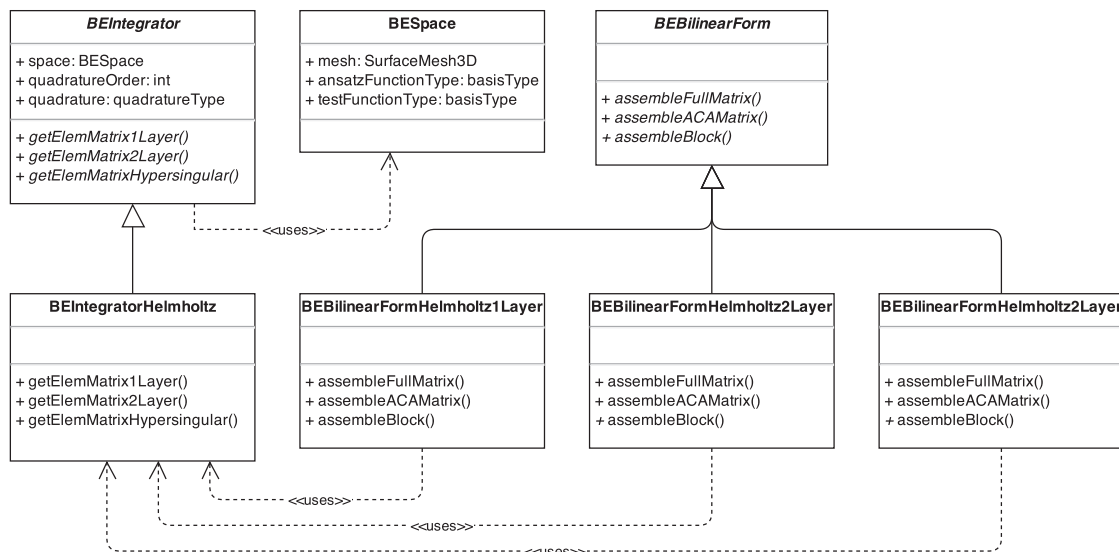 BEIntegrator
+ space: BESpace
+ quadratureOrder: int
+ quadrature: quadratureType
+ getElemMatrix1Layer()
+ getElemMatrix2Layer()
+ getElemMatrixHypersingular()
BESpace
+ mesh: SurfaceMesh3D
+ ansatzFunctionType: basisType
+ testFunctionType: basisType
BEBilinearForm
+ assembleFullMatrix()
+ assembleACAMatrix()
+ assembleBlock()
<<uses>>
BEIntegratorHelmholtz
+ getElemMatrix1Layer()
+ getElemMatrix2Layer()
+ getElemMatrixHypersingular()
BEBilinearFormHelmholtz1Layer
+ assembleFullMatrix()
+ assembleACAMatrix()
+ assembleBlock()
BEBilinearFormHelmholtz2Layer
+ assembleFullMatrix()
+ assembleACAMatrix()
+ assembleBlock()
BEBilinearFormHelmholtz2Layer
+ assembleFullMatrix()
+ assembleACAMatrix()
+ assembleBlock()
<<uses>>
<<uses>>
<<uses>>